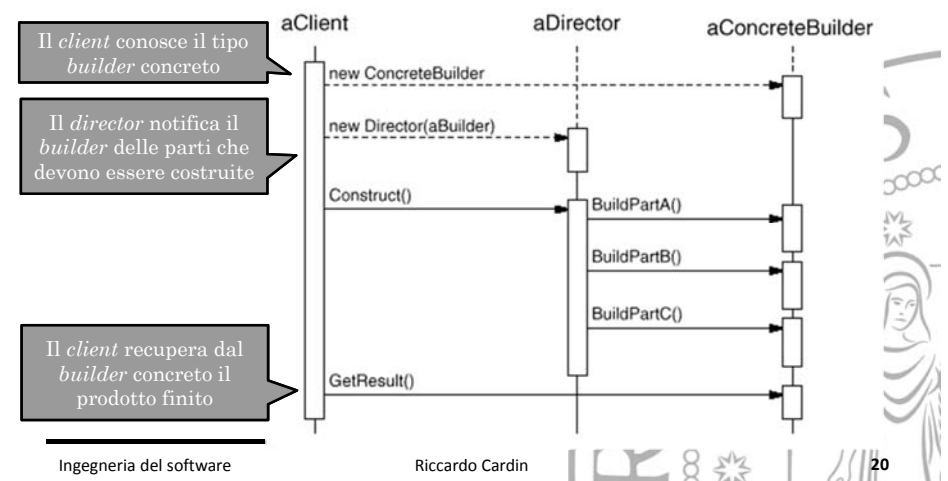 aClient
aDirector
aConcreteBuilder
Il client conosce il tipo
builder concreto
new ConcreteBuilder
Il director notifica il
builder delle parti che
devono essere costruite
new Director(aBuilder)
Construct()
BuildPartA()
BuildPartB()
BuildPartC()
Il client recupera dal
builder concreto il
prodotto finito
GetResult()
Ingegneria del software
Riccardo Cardin
20